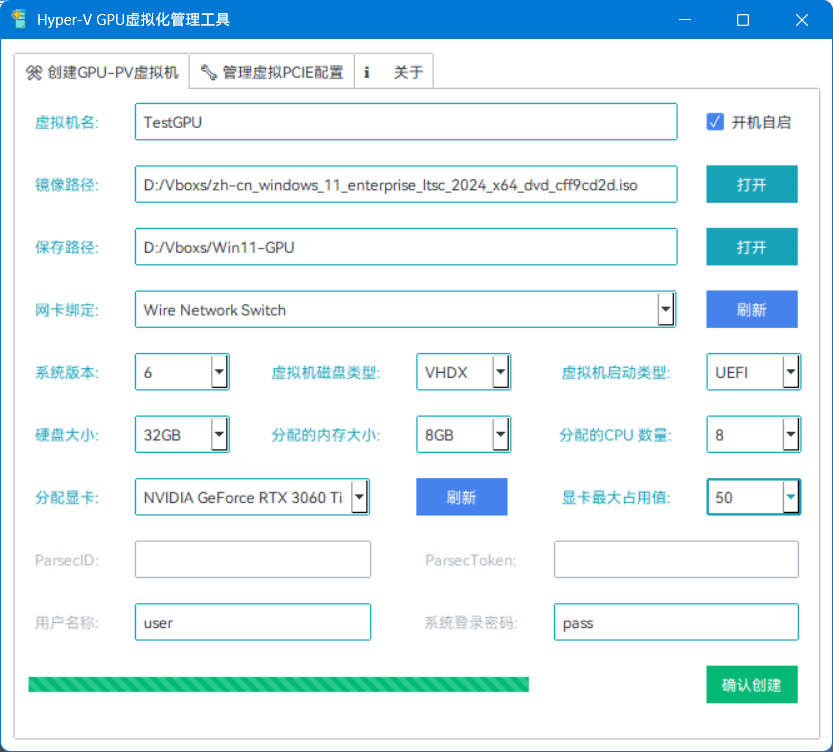 Hyper-V GPU虚拟化管理工具
创建GPU-PV虚拟机 管理虚拟PCIE配置 关于
虚拟机名: TestGPU 开机自启
镜像路径: D:/Vboxs/zh-cn_windows_11_enterprise_ltsc_2024_x64_dvd_cff9cd2d.iso 打开
保存路径: D:/Vboxs/Win11-GPU 打开
网卡绑定: Wire Network Switch 刷新
系统版本: 6 虚拟机磁盘类型: VHDX 虚拟机启动类型: UEFI
硬盘大小: 32GB 分配的内存大小: 8GB 分配的CPU 数量: 8
分配显卡: NVIDIA GeForce RTX 3060 Ti 刷新 显卡最大占用值: 50
ParsecID: ParsecToken:
用户名称: user 系统登录密码: pass
确认创建